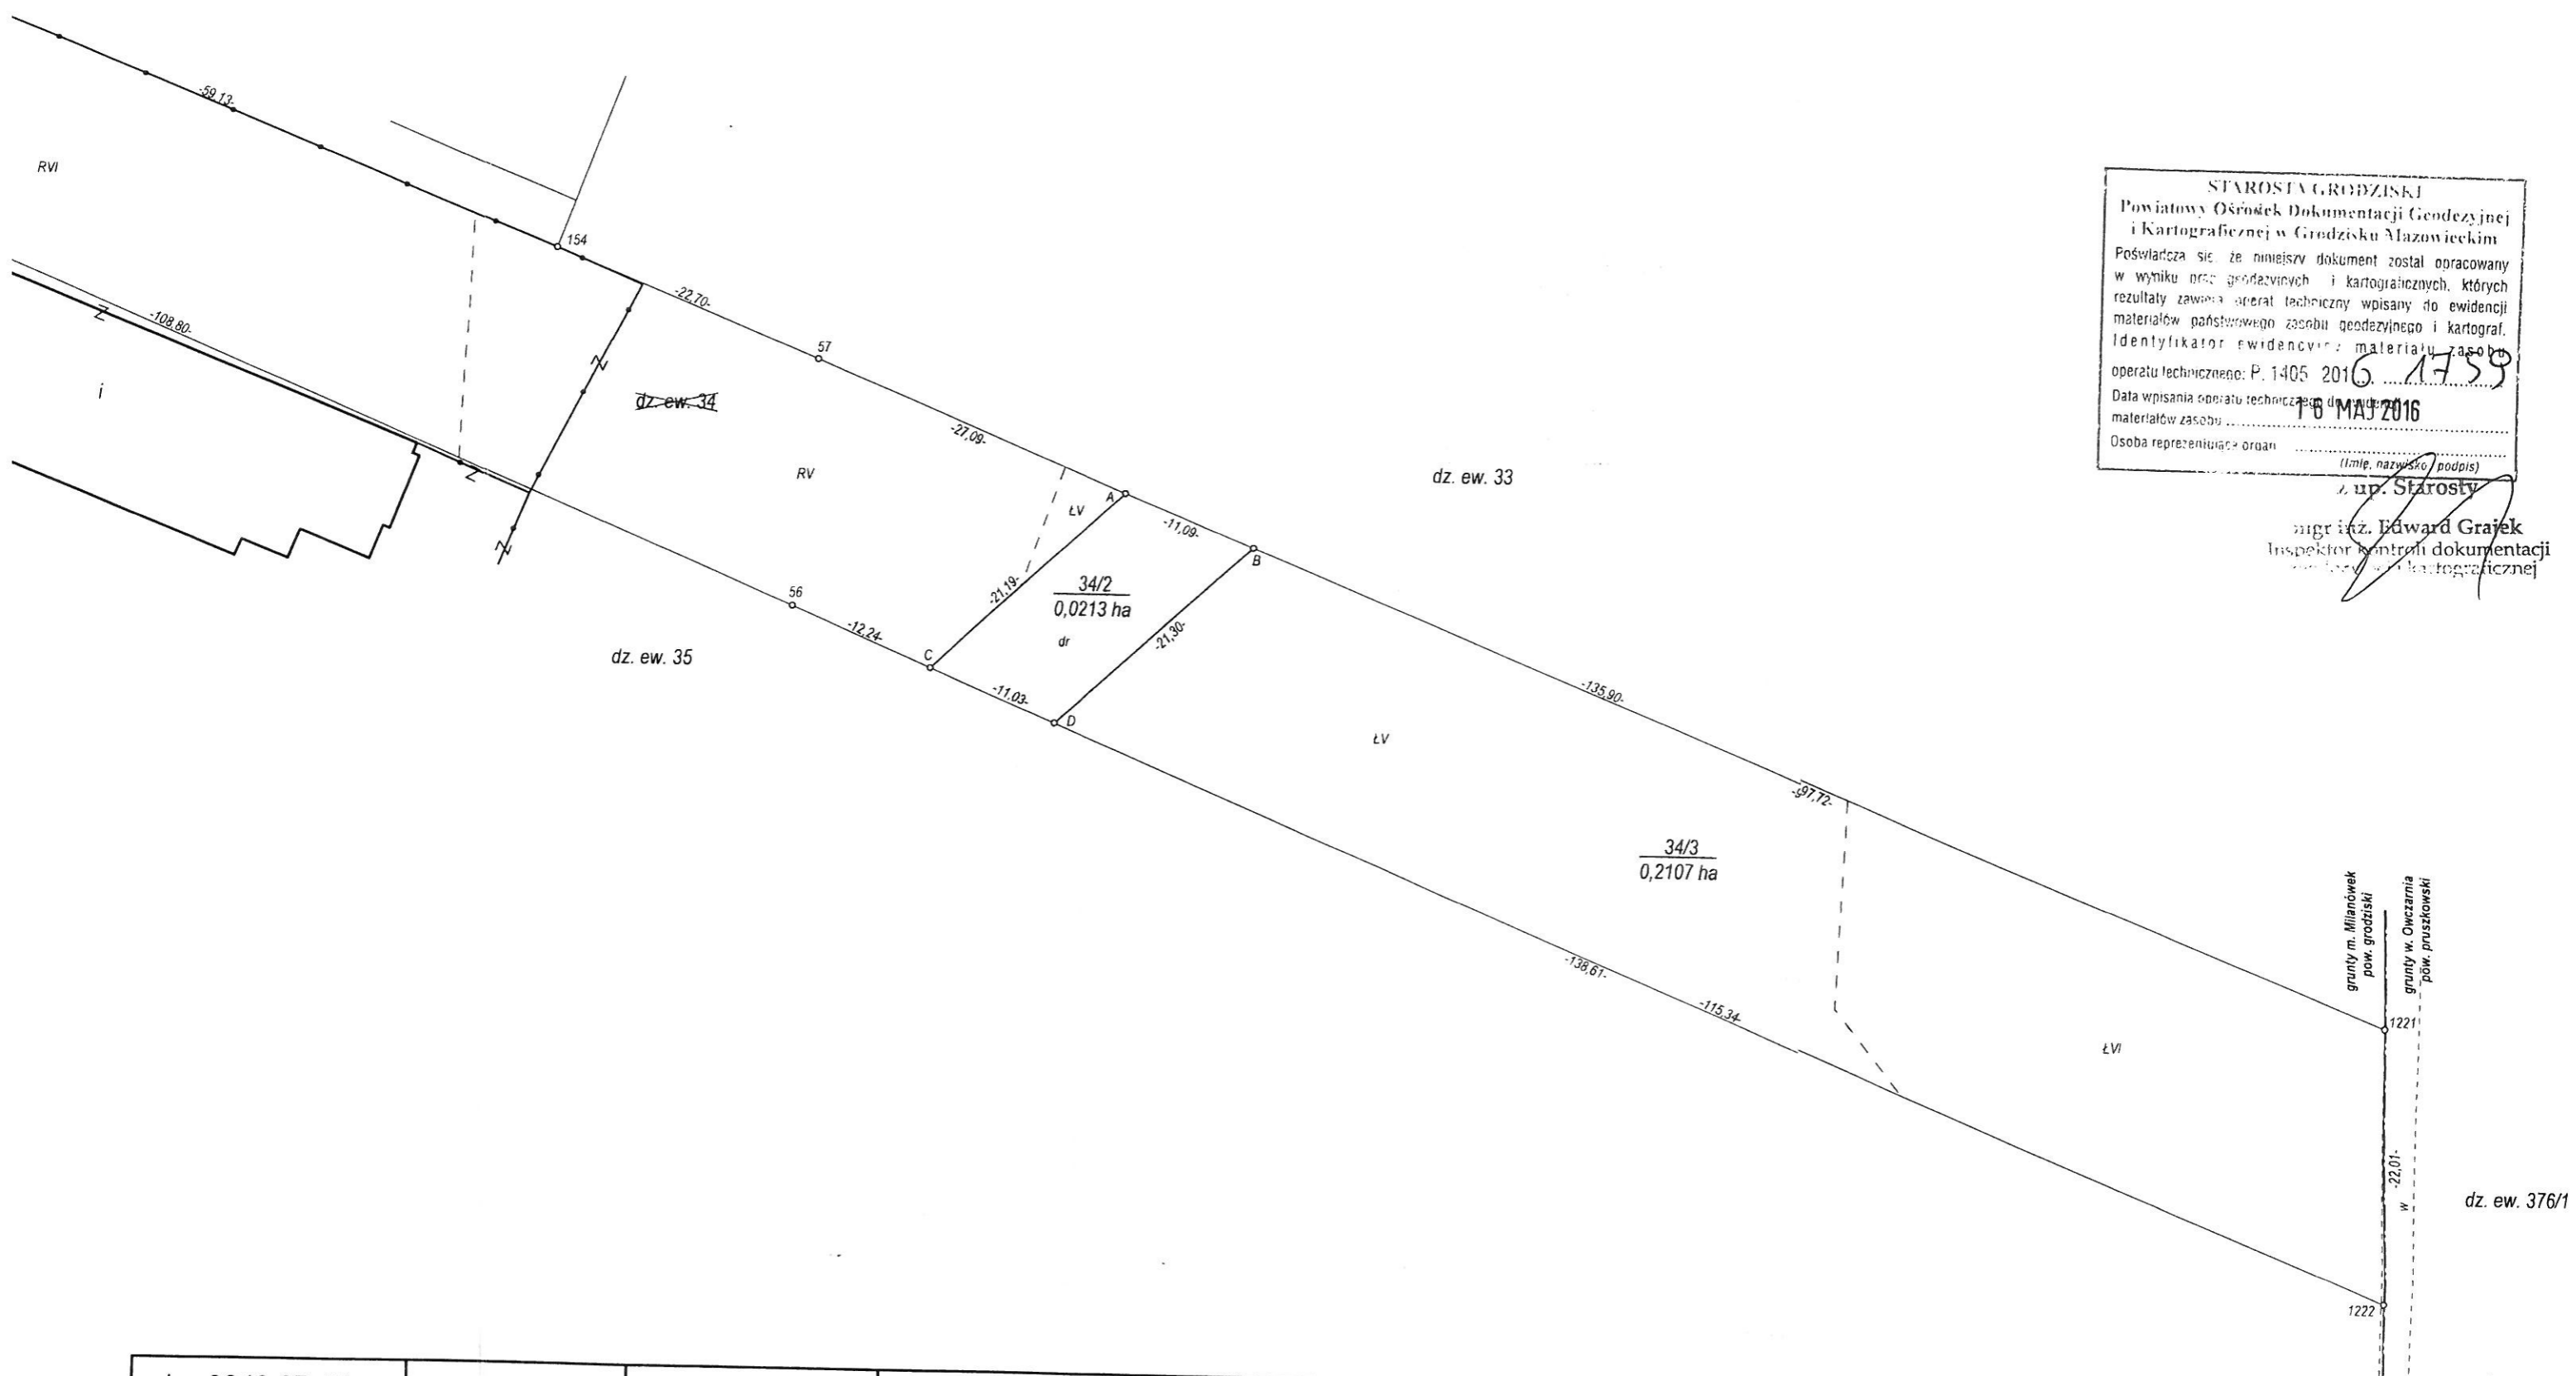 -59,13-
RVI
154
-22,70-
57
-108,80-
Z
i
Z
dz. ew. 34
-27,09-
RV
dz. ew. 33
Z
Z
A
ŁV
-11,09-
B
-21,19-
34/2
0,0213 ha
dr
-21,30-
56
-12,24-
C
dz. ew. 35
-11,03-
D
-135,90-
ŁV
-97,72-
34/3
0,2107 ha
-138,61-
-115,34-
ŁVI
grunty m. Milanówek
pow. grodziski
grunty w. Owczarnia
pow. pruszkowski
1221
-22,01-
w
dz. ew. 376/1
1222
STAROSTA GRODZISKI
Powiatowy Ośrodek Dokumentacji Geodezyjnej
i Kartograficznej w Grodzisku Mazowieckim
Poświadcza się, że niniejszy dokument został opracowany
w wyniku prac geodezyjnych i kartograficznych, których
rezultaty zawiera operat techniczny wpisany do ewidencji
materiałów państwowego zasobu geodezyjnego i kartograf.
Identyfikator ewidencyjny materiału zasobu
operatu technicznego: P. 1405 2016 1759
Data wpisania operatu technicznego do ewidencji
materiałów zasobu 16 MAJ 2016
Osoba reprezentująca organ
(Imię, nazwisko, podpis)
z up. Starosty
mgr inż. Edward Grajek
Inspektor kontroli dokumentacji
kartograficznej